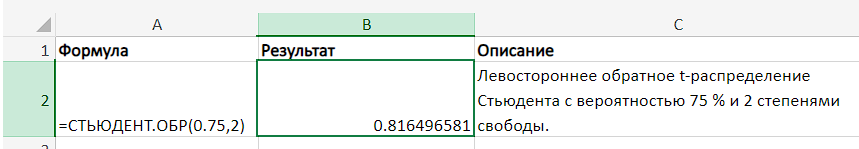 A B C
1 Формула Результат Описание
Левостороннее обратное t-распределение
2 Стьюдента с вероятностью 75 % и 2 степенями
=СТЬЮДЕНТ.ОБР(0.75,2) 0.816496581 свободы.